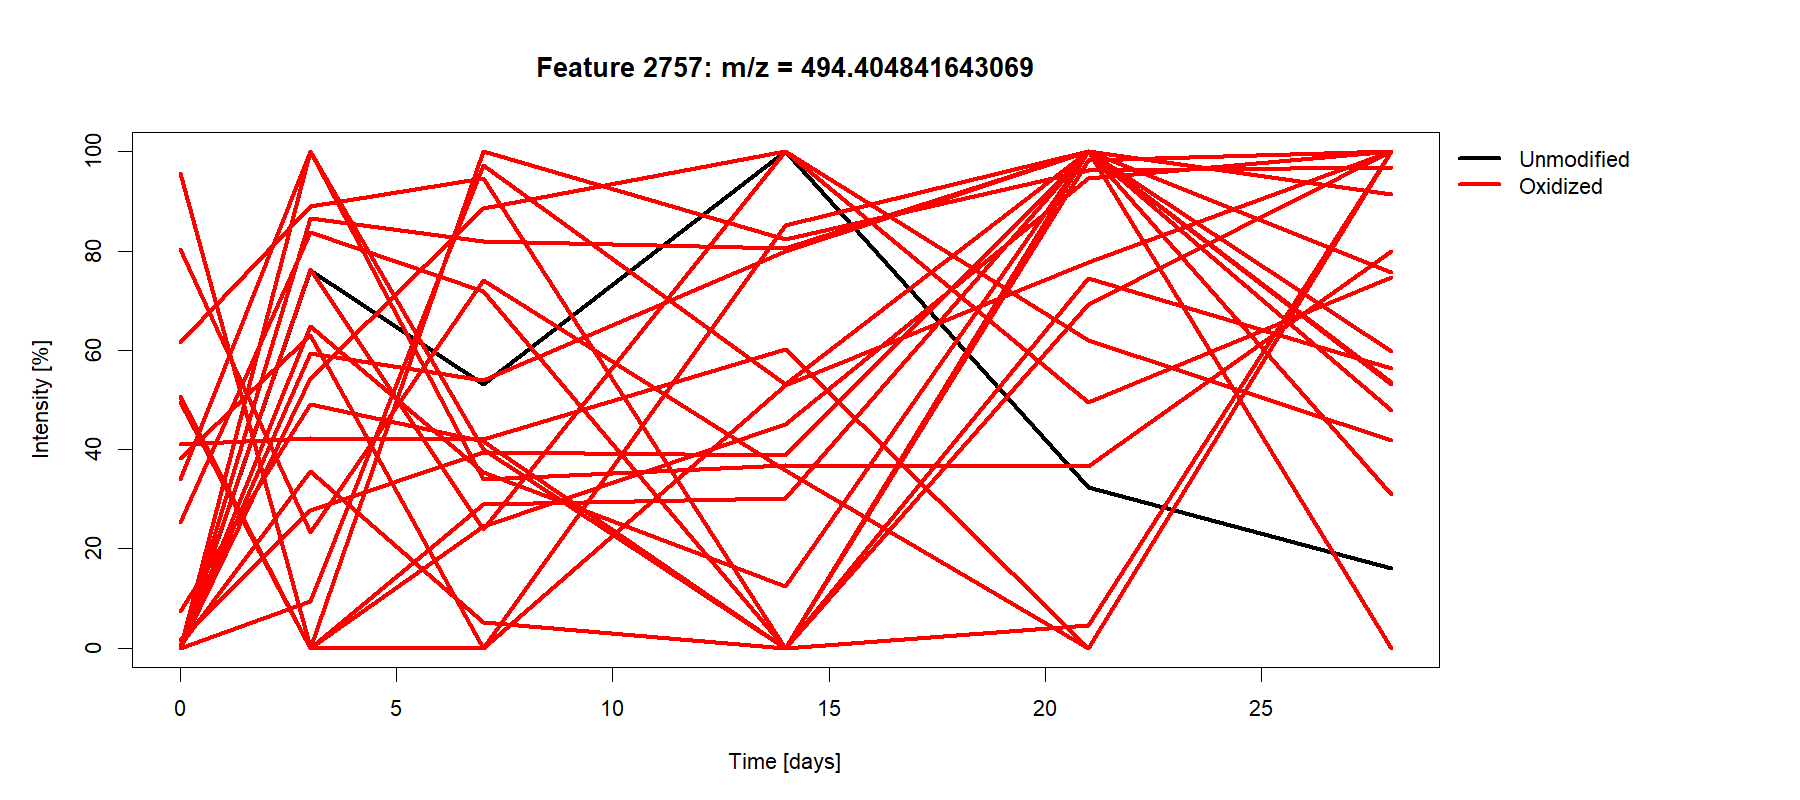 Feature 2757: m/z = 494.404841643069
Unmodified
Oxidized
Intensity [%]
100
80
60
40
20
0
0 5 10 15 20 25
Time [days]